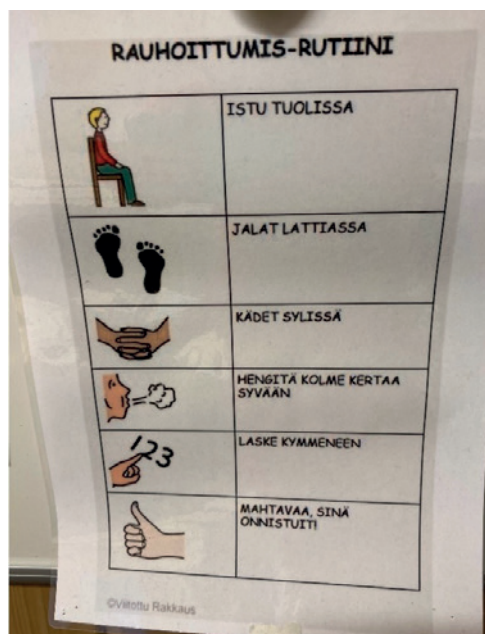 RAUHOITTUMIS-RUTIINI
ISTU TUOLISSA
JALAT LATTIASSA
KÄDET SYLISSÄ
HENGITÄ KOLME KERTAA
SYVÄÄN
123
LASKE KYMMENEEN
MAHTAVAA, SINÄ
ONNISTUIT!
©Viitottu Rakkaus